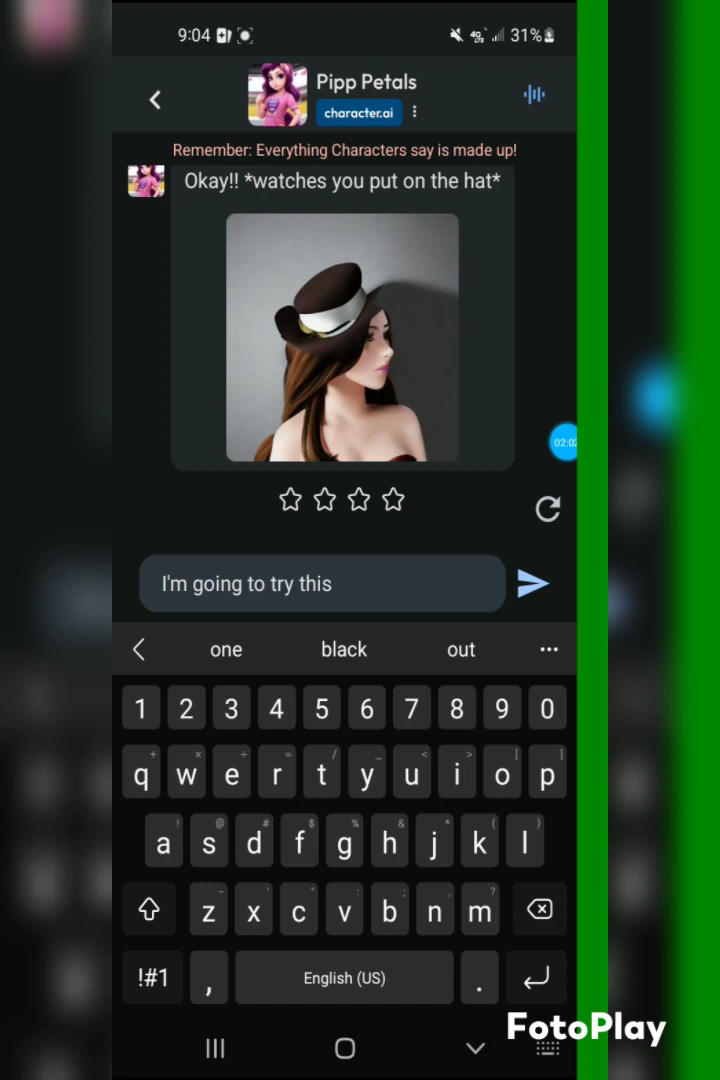 9:04 4G LTE 31%
Pipp Petals
character.ai
Remember: Everything Characters say is made up!
Okay!! *watches you put on the hat*
02:02
I'm going to try this
one black out
1 2 3 4 5 6 7 8 9 0
+ × ÷ = / _ < > [ ]
q w e r t y u i o p
! @ # $ % & * ( )
a s d f g h j k l
- ' " : ; , ?
z x c v b n m
!#1 , English (US) .
FotoPlay